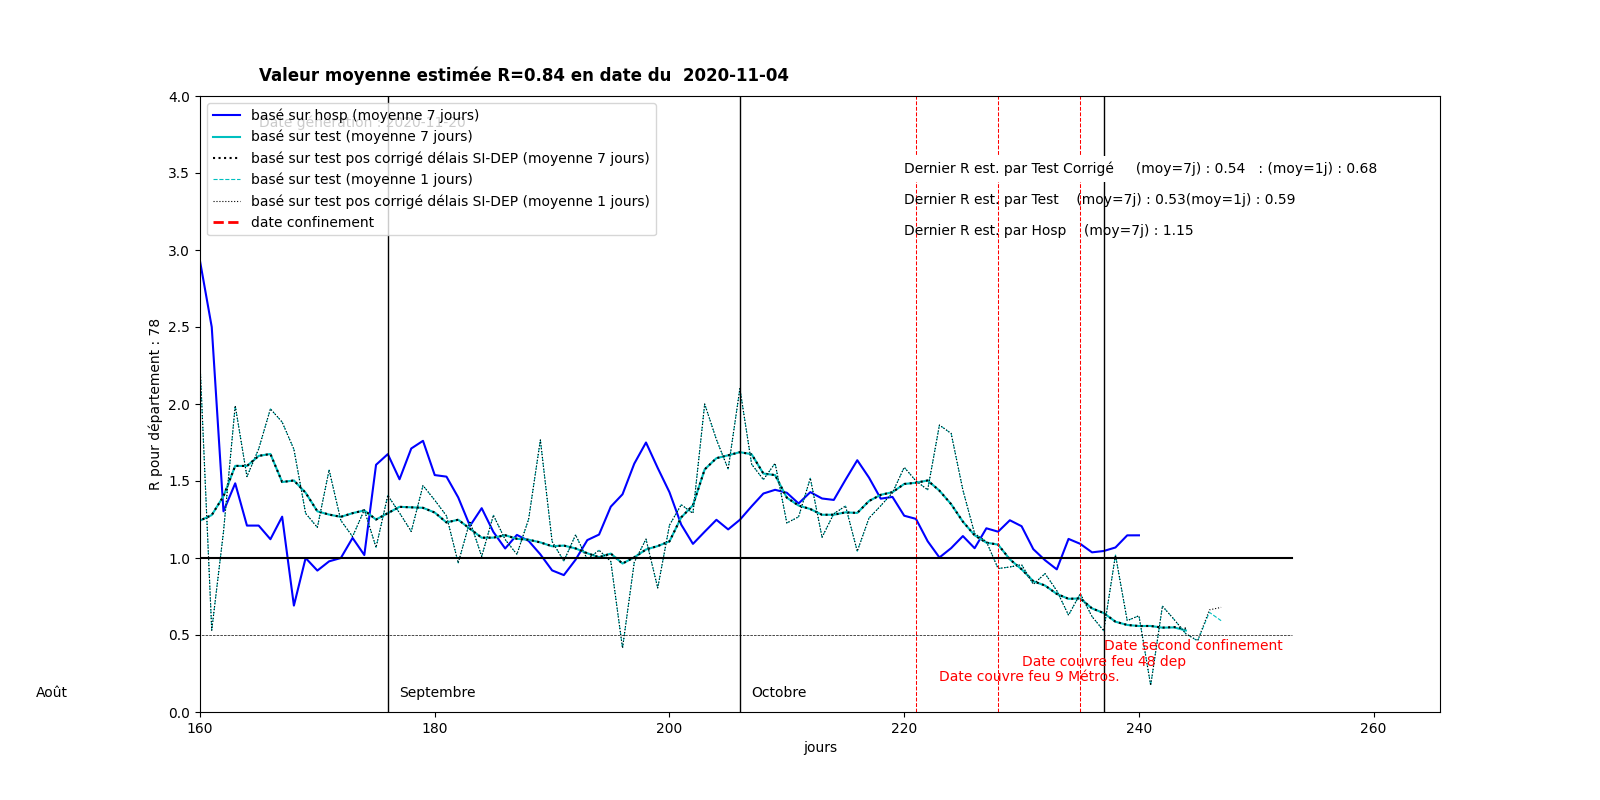 Valeur moyenne estimée R=0.84 en date du  2020-11-04
4.0
Date génération : 2020-11-20
basé sur hosp (moyenne 7 jours)
basé sur test (moyenne 7 jours)
basé sur test pos corrigé délais SI-DEP (moyenne 7 jours)
basé sur test (moyenne 1 jours)
basé sur test pos corrigé délais SI-DEP (moyenne 1 jours)
date confinement
Dernier R est. par Test Corrigé     (moy=7j) : 0.54   : (moy=1j) : 0.68
Dernier R est. par Test    (moy=7j) : 0.53(moy=1j) : 0.59
Dernier R est. par Hosp    (moy=7j) : 1.15
3.5
3.0
2.5
2.0
1.5
1.0
0.5
0.0
R pour département : 78
Date second confinement
Date couvre feu 48 dep
Date couvre feu 9 Métros.
Août
Septembre
Octobre
160 180 200 220 240 260
jours